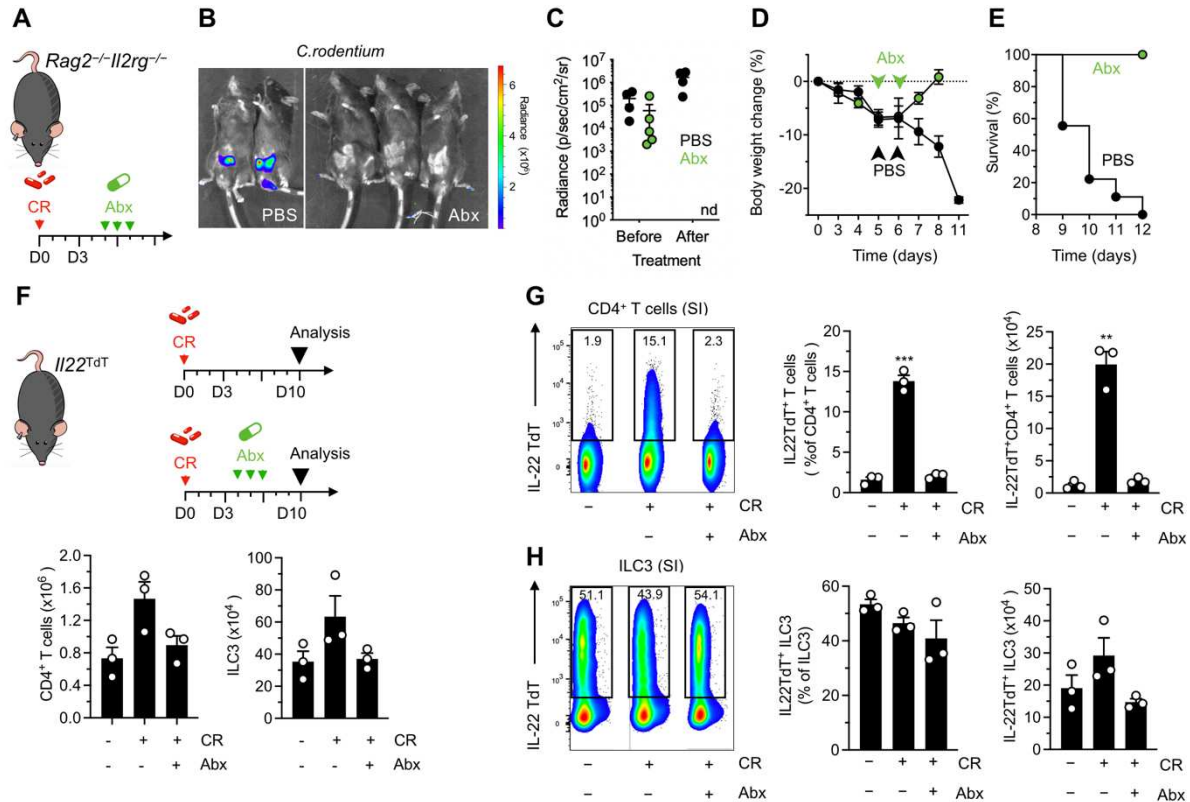 A
Rag2–/–Il2rg–/–
CR
Abx
D0
D3
B
C.rodentium
PBS
Abx
6
4
2
Radiance (x10⁶)
C
Radiance (p/sec/cm²/sr)
10⁷
10⁶
10⁵
10⁴
10³
10²
10¹
10⁰
PBS
Abx
nd
Before After
Treatment
D
Body weight change (%)
0
-10
-20
Abx
PBS
0 3 4 5 6 7 8 11
Time (days)
E
Survival (%)
100
80
60
40
20
0
Abx
PBS
8 9 10 11 12
Time (days)
F
Il22TdT
CR
Analysis
D0 D3 D10
CR
Abx
Analysis
D0 D3 D10
CD4⁺ T cells (x10⁶)
2.0
1.6
1.2
0.8
0.4
0.0
- + + CR
- - + Abx
ILC3 (x10⁴)
100
80
60
40
20
0
- + + CR
- + Abx
G
CD4⁺ T cells (SI)
1.9 15.1 2.3
IL-22 TdT
10⁵
10⁴
10³
0
– + + CR
– – + Abx
IL22TdT⁺ T cells
( %of CD4⁺ T cells)
20
15
10
5
0
***
– + + CR
– – + Abx
IL-22TdT⁺CD4⁺ T cells (x10⁴)
25
20
15
10
5
0
**
– + + CR
– – + Abx
H
ILC3 (SI)
51.1 43.9 54.1
IL-22 TdT
10⁵
10⁴
10³
0
– + + CR
– – + Abx
IL22TdT⁺ ILC3
(% of ILC3)
60
40
20
0
– + + CR
– – + Abx
IL-22TdT⁺ ILC3 (x10⁴)
50
40
30
20
10
0
– + + CR
– – + Abx